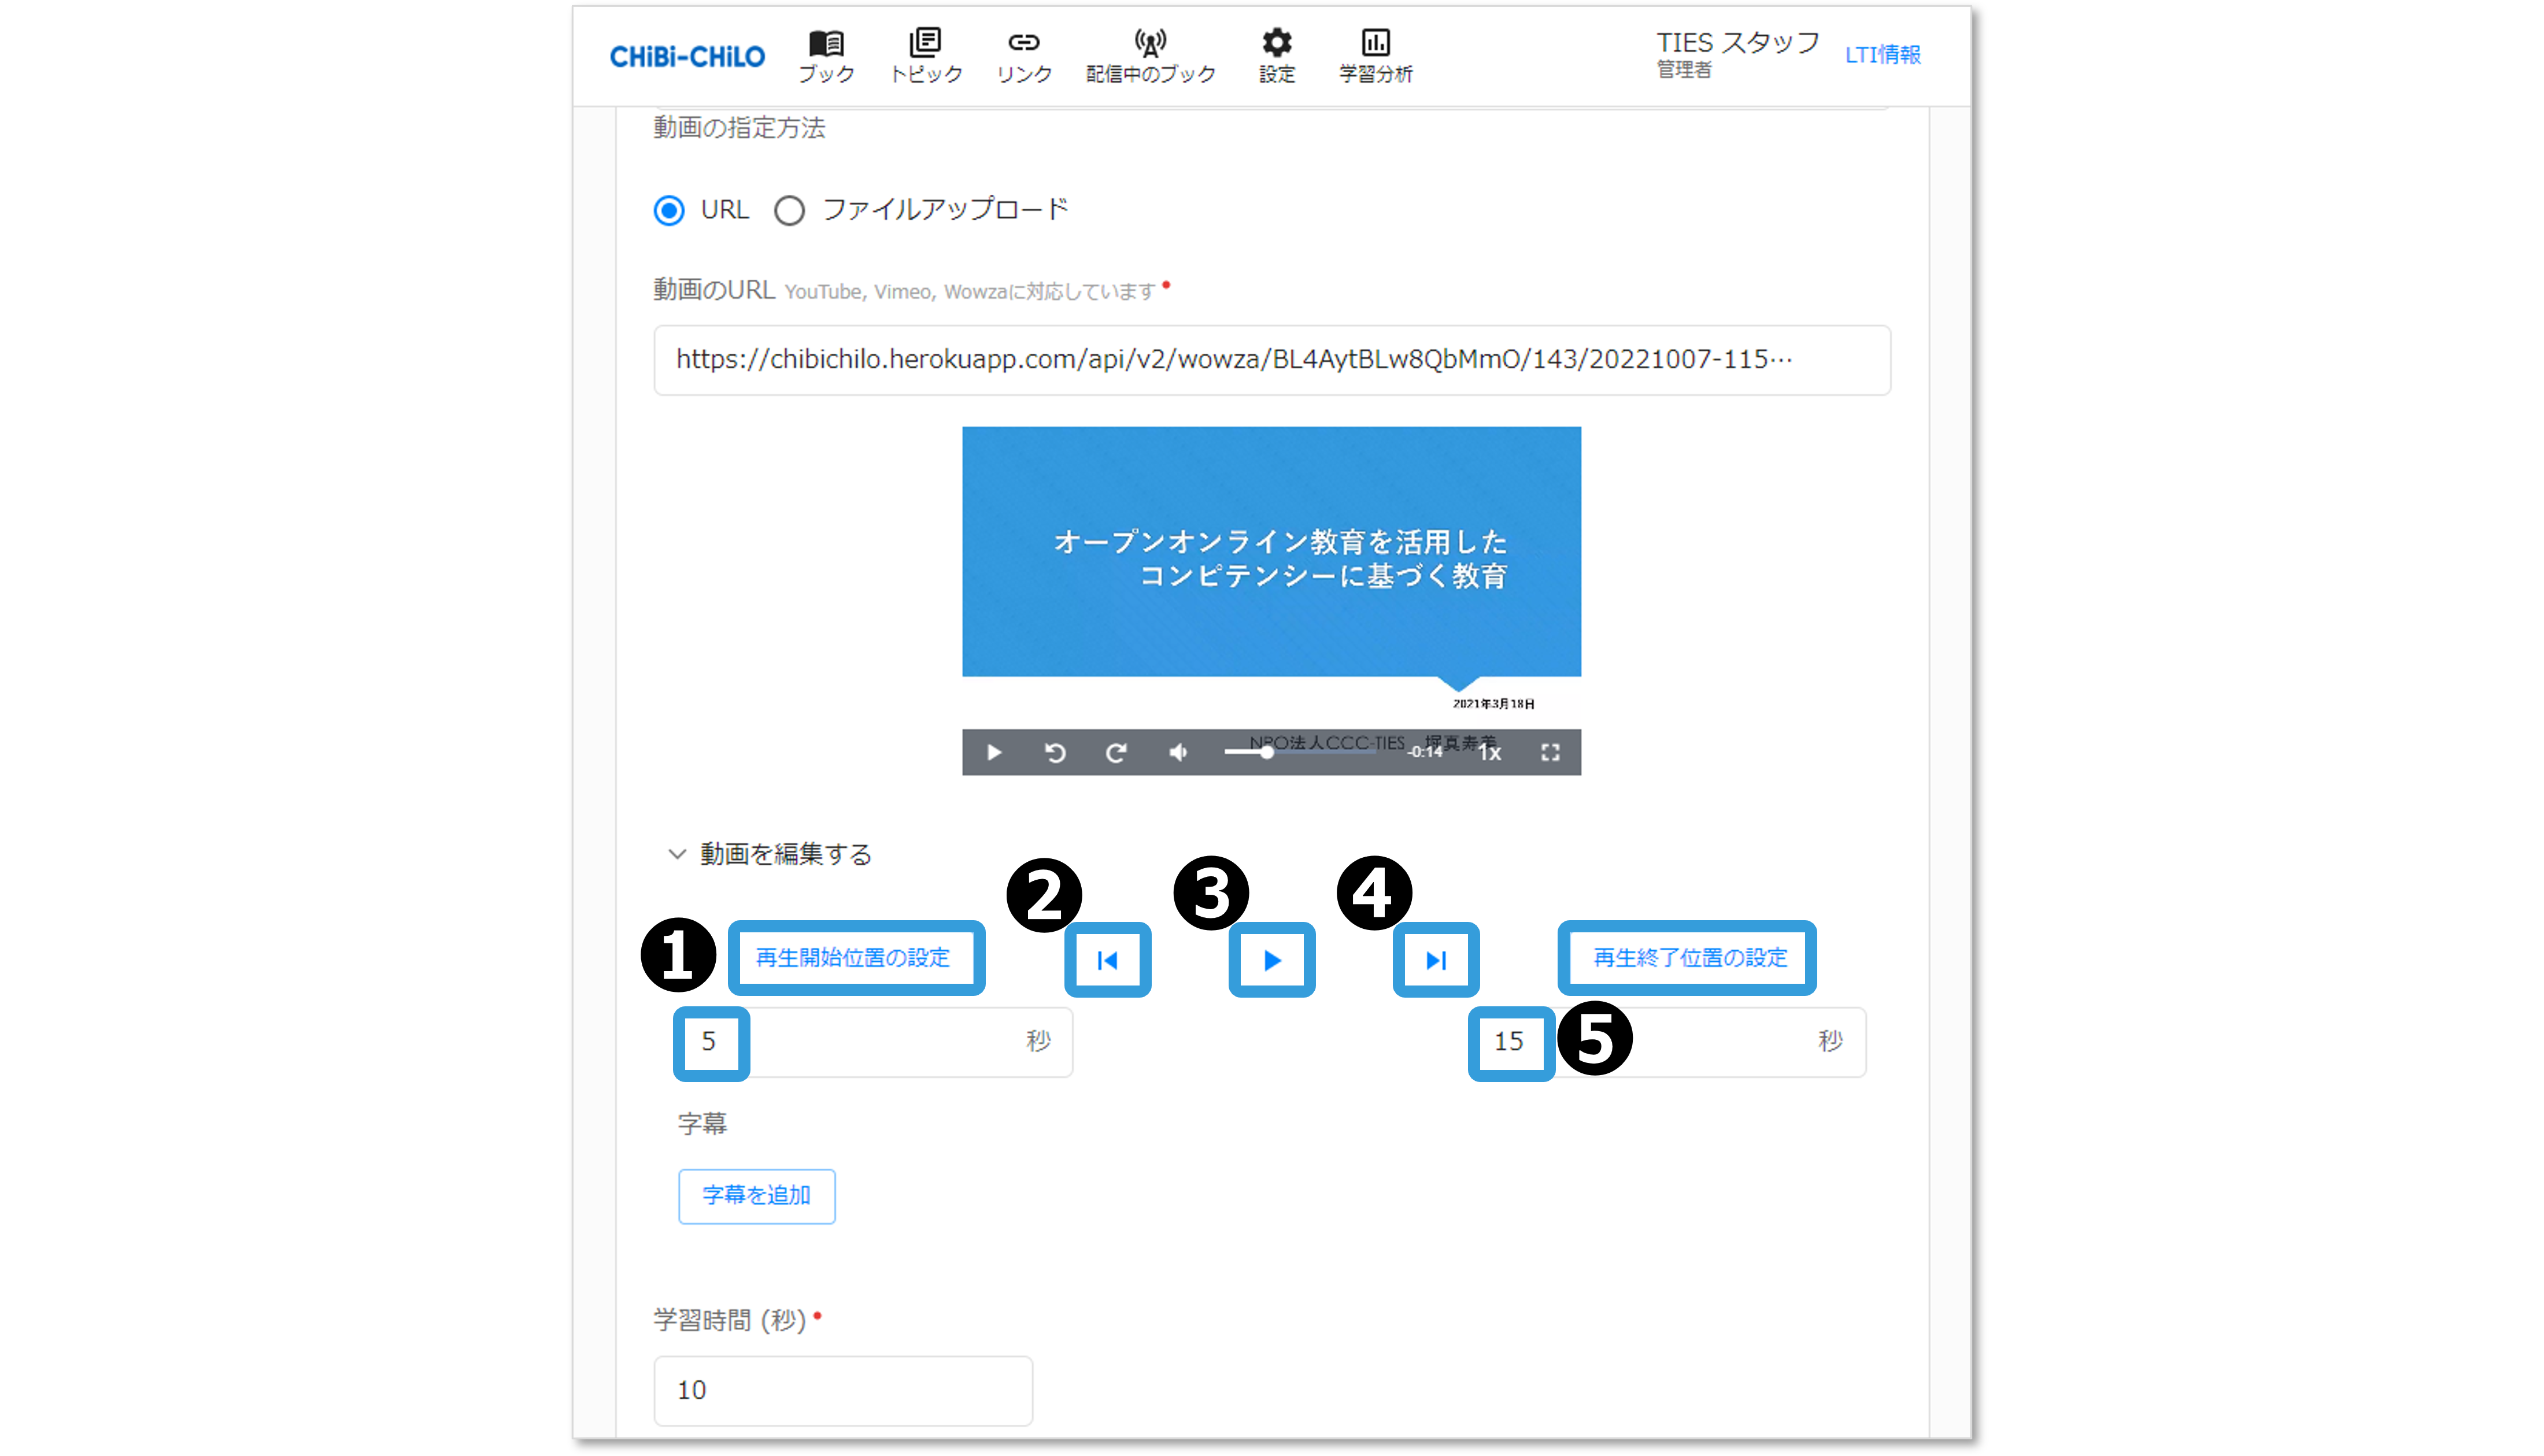 CHiBi-CHiLO
ブック
トピック
リンク
配信中のブック
設定
学習分析
TIES スタッフ
管理者
LTI情報
動画の指定方法
URL ファイルアップロード
動画のURL YouTube, Vimeo, Wowzaに対応しています
https://chibichilo.herokuapp.com/api/v2/wowza/BL4AytBLw8QbMmO/143/20221007-115…
オープンオンライン教育を活用した
コンピテンシーに基づく教育
2021年3月18日
NPO法人CCC-TIES 堀真寿美
-0:14 1x
動画を編集する
❶ 再生開始位置の設定 ❷ ❸ ❹ 再生終了位置の設定
5 秒 15 ❺ 秒
字幕
字幕を追加
学習時間 (秒)
10